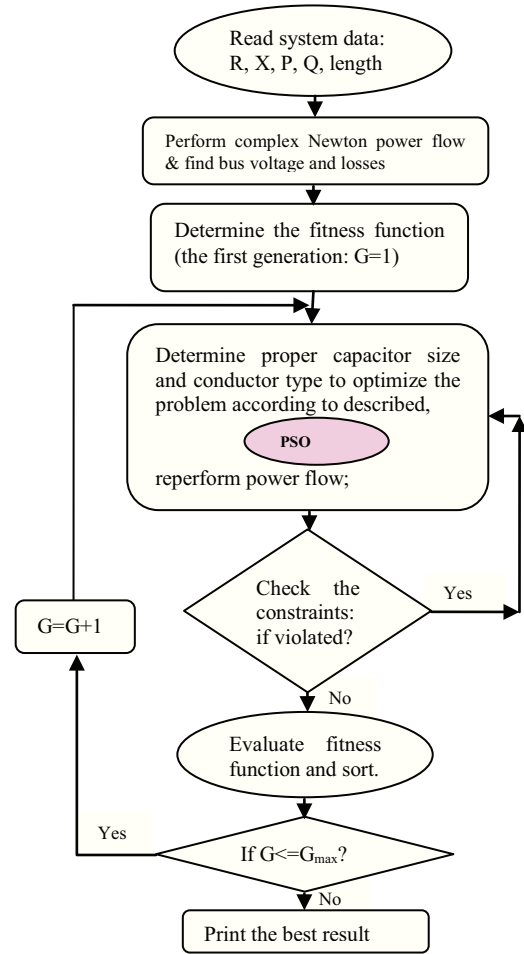 Read system data:
R, X, P, Q, length
Perform complex Newton power flow
& find bus voltage and losses
Determine the fitness function
(the first generation: G=1)
Determine proper capacitor size
and conductor type to optimize the
problem according to described,
PSO
reperform power flow;
Check the
constraints:
if violated?
Yes
G=G+1
No
Evaluate fitness
function and sort.
Yes
If G<=Gmax?
No
Print the best result